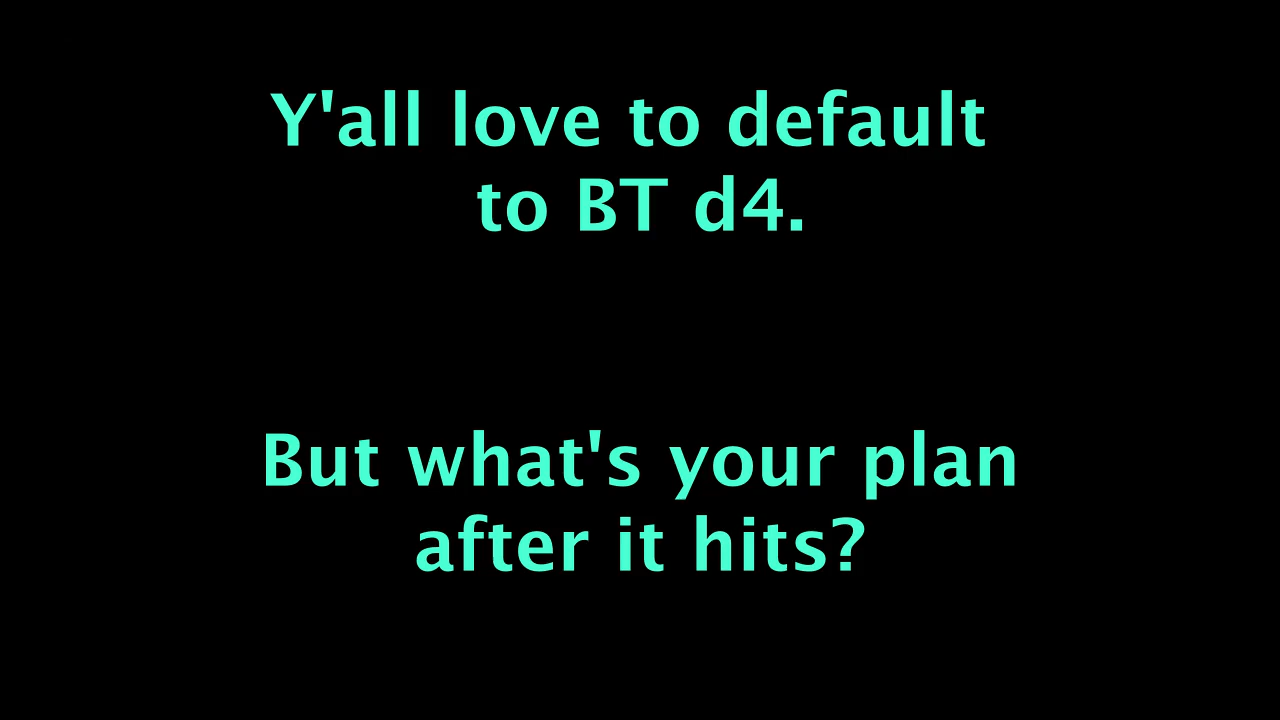 Y'all love to default
to BT d4.
But what's your plan
after it hits?